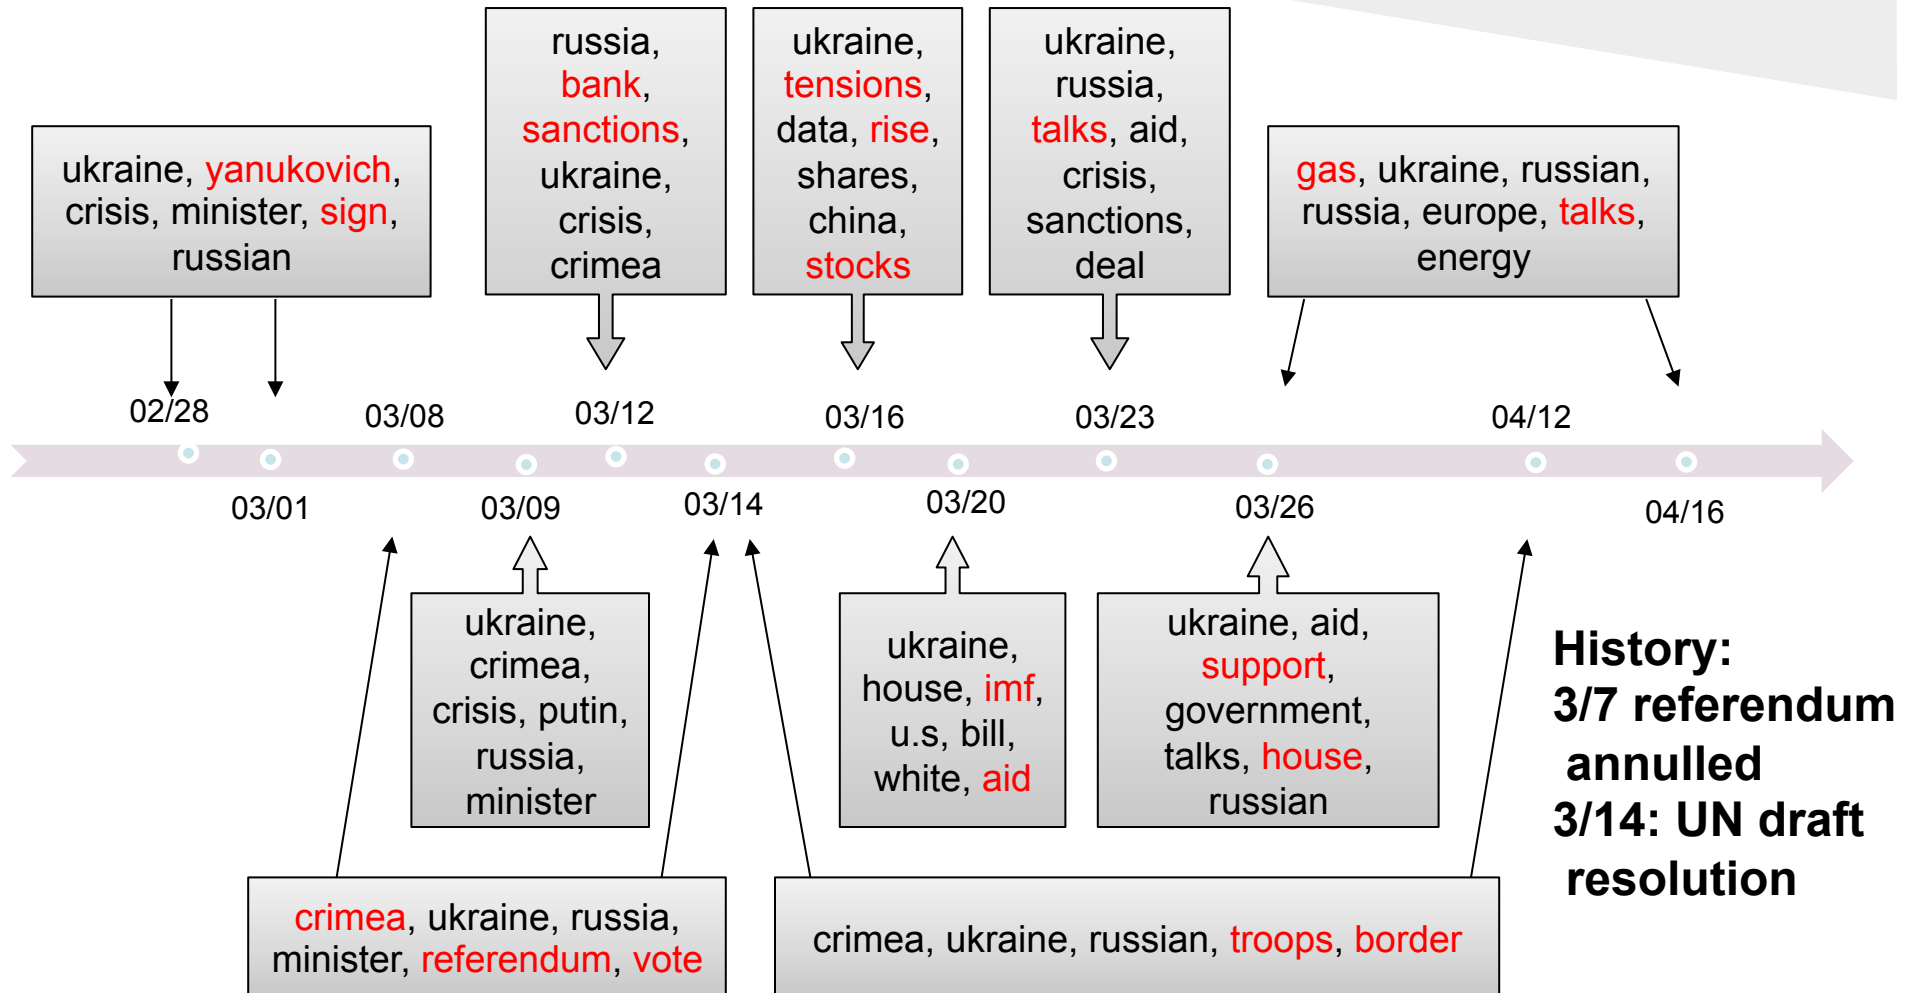 russia,
bank,
sanctions,
ukraine,
crisis,
crimea
ukraine,
tensions,
data, rise,
shares,
china,
stocks
ukraine,
russia,
talks, aid,
crisis,
sanctions,
deal
ukraine, yanukovich,
crisis, minister, sign,
russian
gas, ukraine, russian,
russia, europe, talks,
energy
02/28
03/08
03/12
03/16
03/23
04/12
03/01
03/09
03/14
03/20
03/26
04/16
ukraine,
crimea,
crisis, putin,
russia,
minister
ukraine,
house, imf,
u.s, bill,
white, aid
ukraine, aid,
support,
government,
talks, house,
russian
History:
3/7 referendum
annulled
3/14: UN draft
resolution
crimea, ukraine, russia,
minister, referendum, vote
crimea, ukraine, russian, troops, border